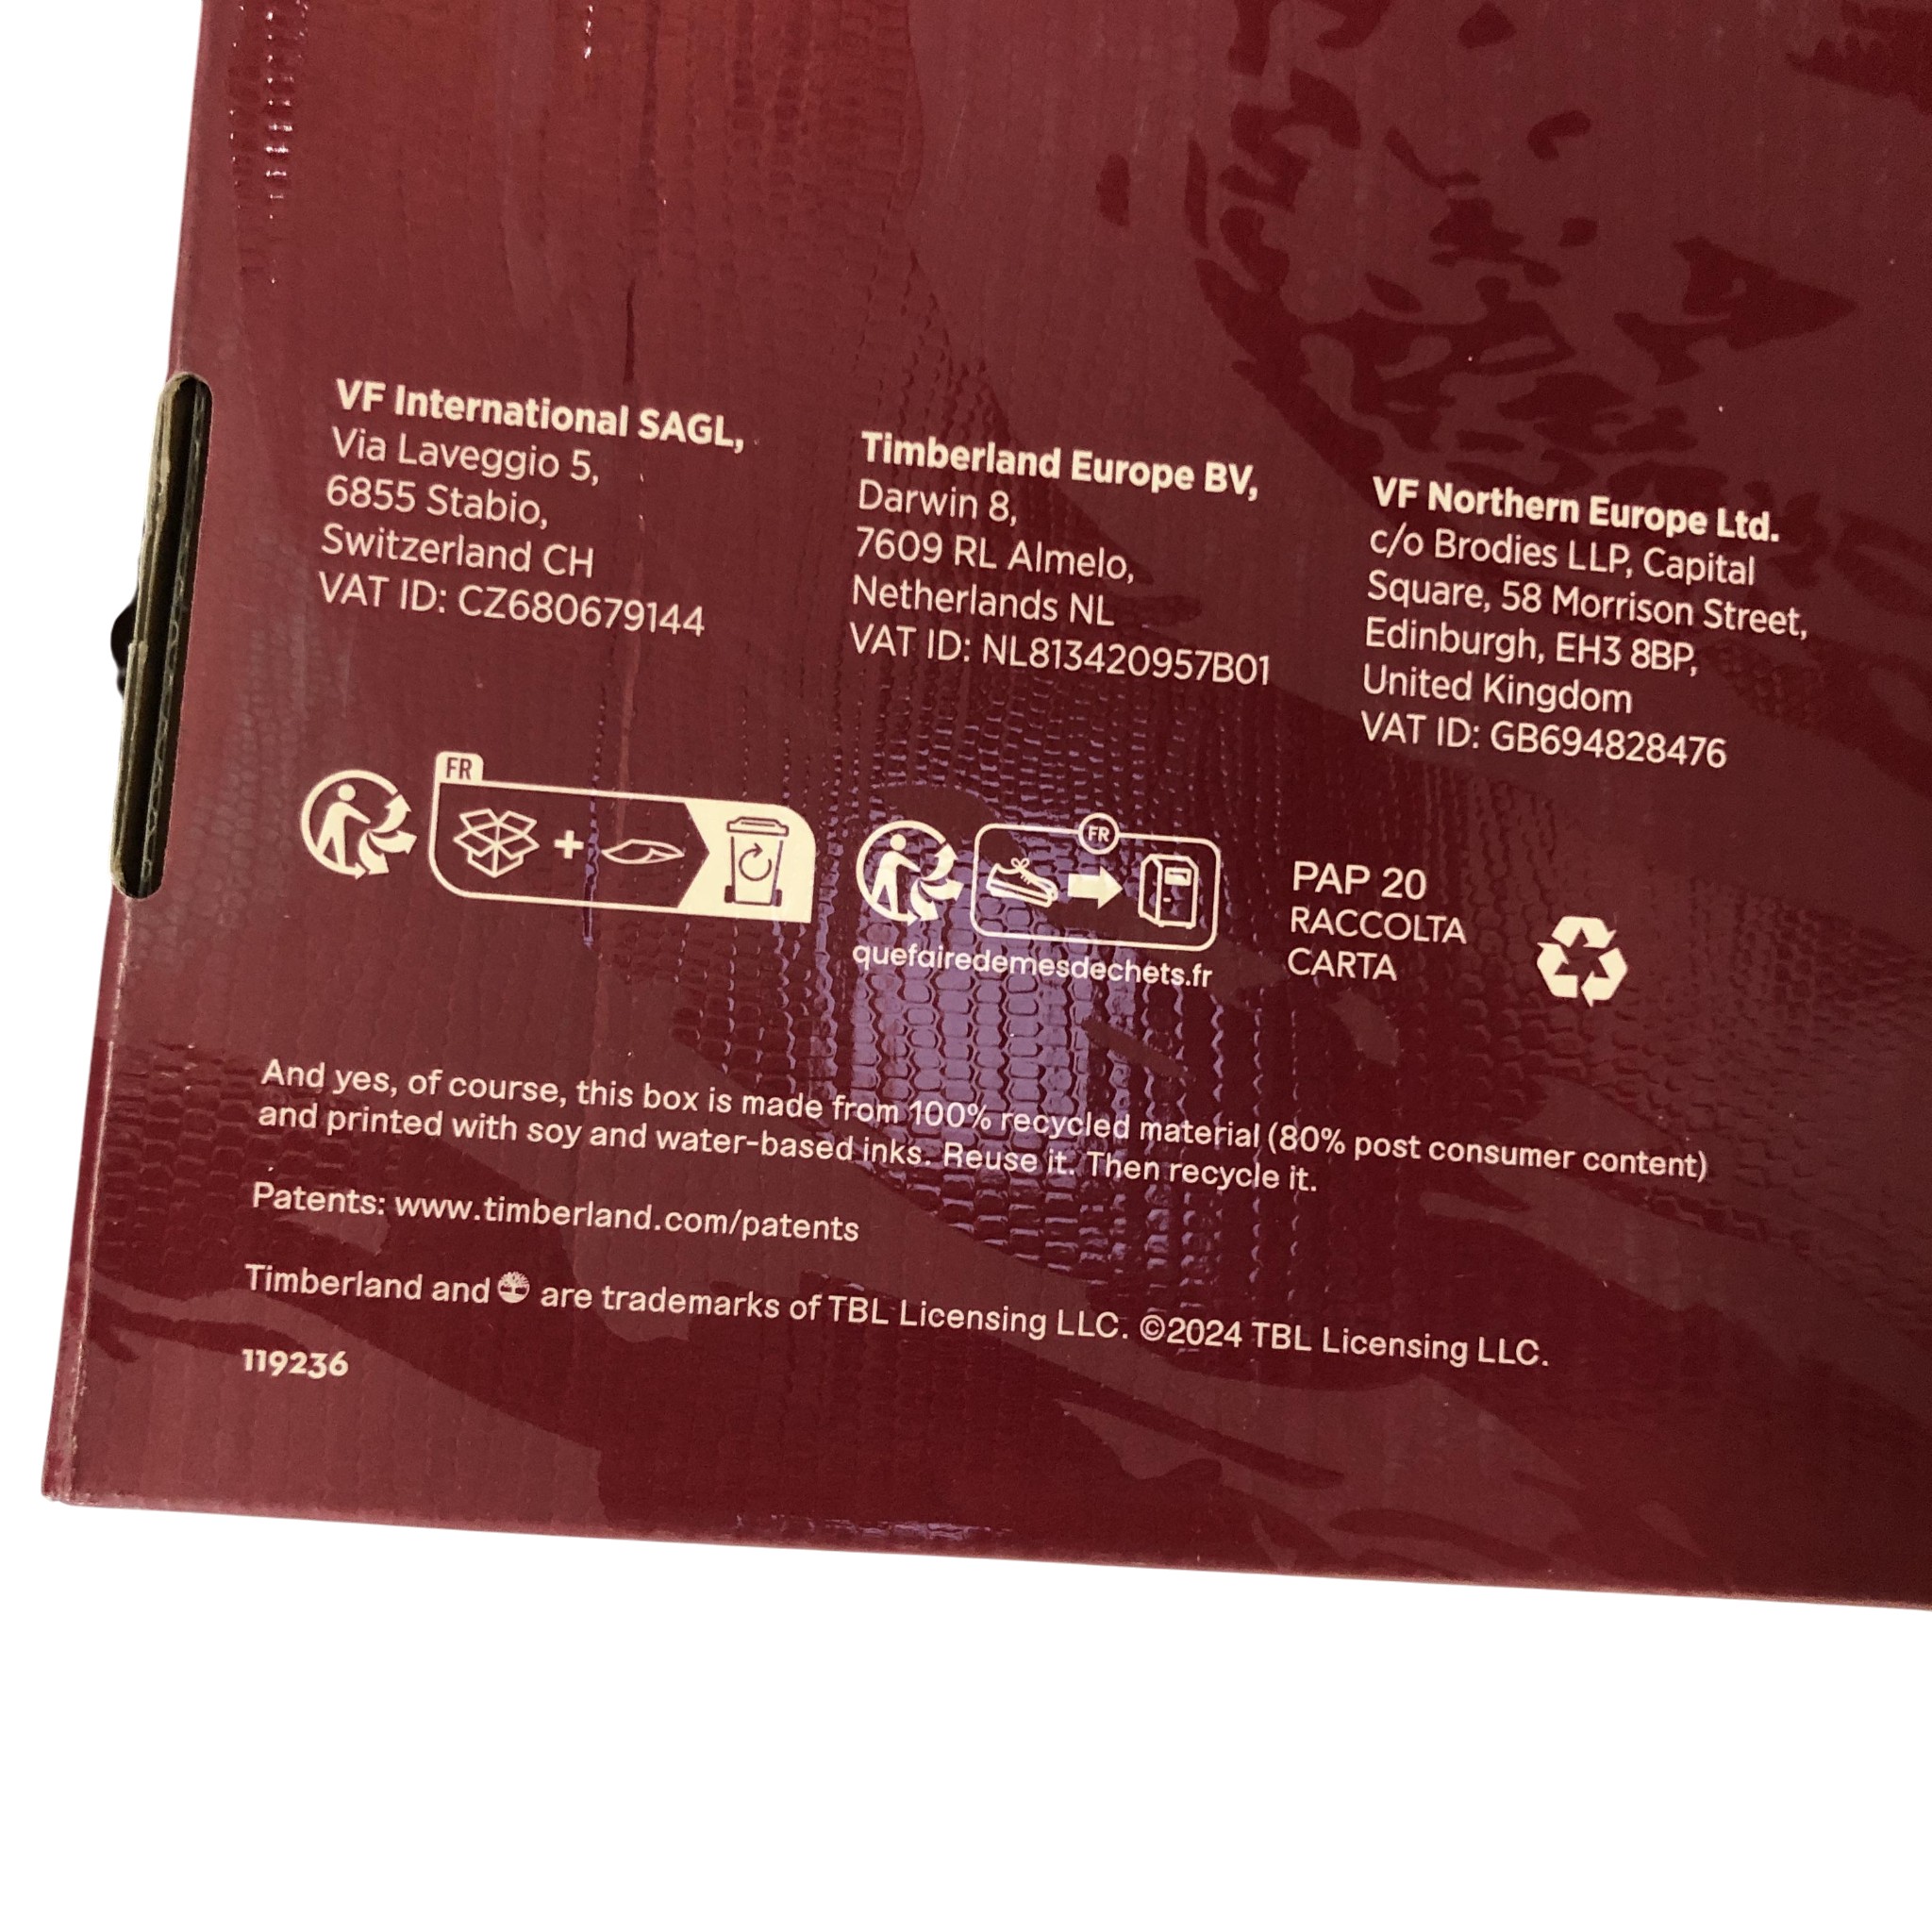 VF International SAGL,
Via Laveggio 5,
6855 Stabio,
Switzerland CH
VAT ID: CZ680679144
Timberland Europe BV,
Darwin 8,
7609 RL Almelo,
Netherlands NL
VAT ID: NL813420957B01
VF Northern Europe Ltd.
c/o Brodies LLP, Capital
Square, 58 Morrison Street,
Edinburgh, EH3 8BP,
United Kingdom
VAT ID: GB694828476
FR
FR
quefairedemesdechets.fr
PAP 20
RACCOLTA
CARTA
And yes, of course, this box is made from 100% recycled material (80% post consumer content)
and printed with soy and water-based inks. Reuse it. Then recycle it.
Patents: www.timberland.com/patents
Timberland and are trademarks of TBL Licensing LLC. ©2024 TBL Licensing LLC.
119236